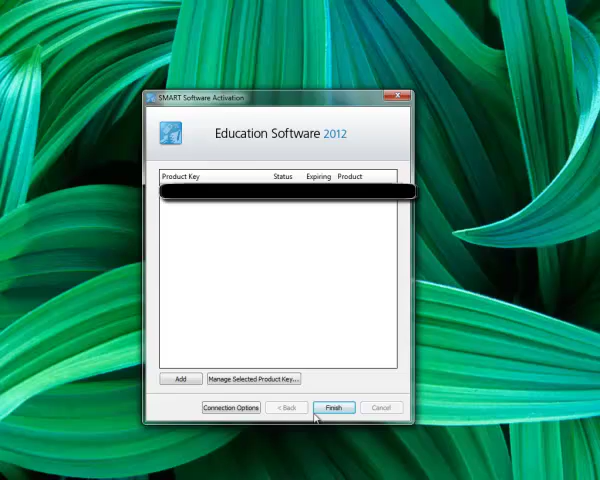 SMART Software Activation
Education Software 2012
Product Key Status Expiring Product
Add Manage Selected Product Key...
Connection Options < Back Finish Cancel